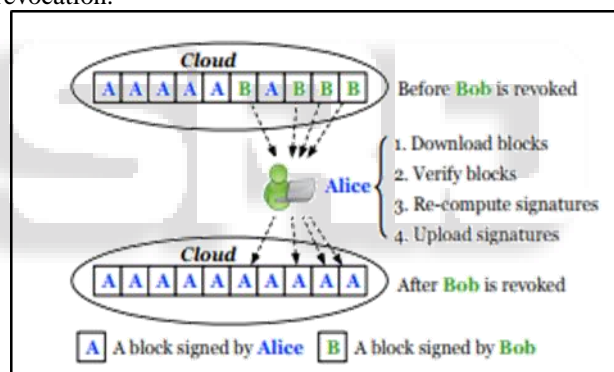 revocation.
Cloud
A A A A A B A B B B
Before Bob is revoked
1. Download blocks
2. Verify blocks
Alice
3. Re-compute signatures
4. Upload signatures
Cloud
A A A A A A A A A A
After Bob is revoked
A A block signed by Alice B A block signed by Bob